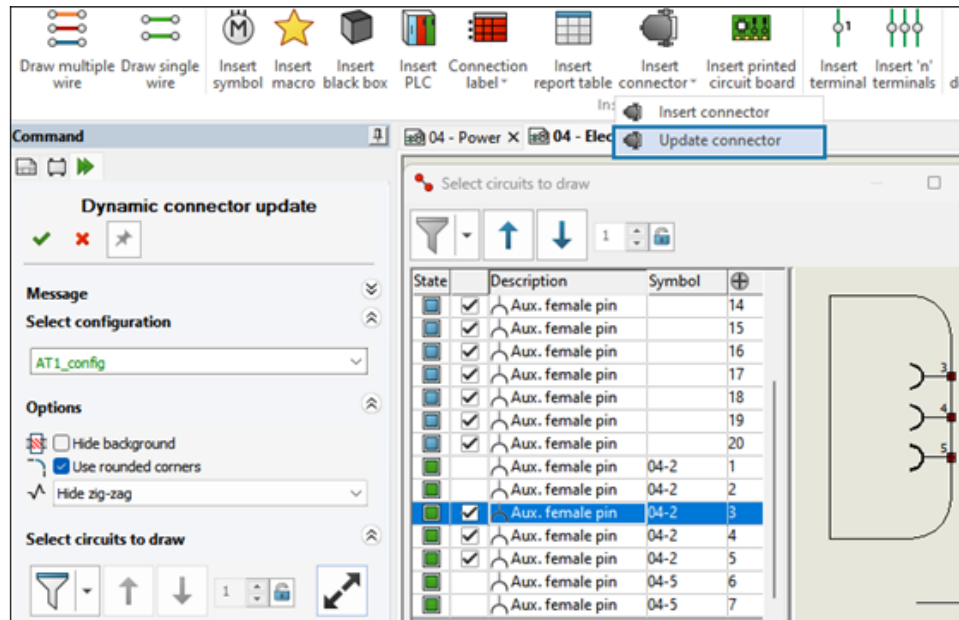 Draw multiple wire
Draw single wire
Insert symbol
Insert macro
Insert black box
Insert PLC
Connection label
Insert report table
Insert connector
Insert printed circuit board
Insert terminal
Insert 'n' terminals
Insert connector
Update connector
Command
04 - Power
04 - Elec
Select circuits to draw
Dynamic connector update
1
Message
Select configuration
AT1_config
Options
Hide background
Use rounded corners
Hide zig-zag
Select circuits to draw
1
State Description Symbol
Aux. female pin 14
Aux. female pin 15
Aux. female pin 16
Aux. female pin 17
Aux. female pin 18
Aux. female pin 19
Aux. female pin 20
Aux. female pin 04-2 1
Aux. female pin 04-2 2
Aux. female pin 04-2 3
Aux. female pin 04-2 4
Aux. female pin 04-2 5
Aux. female pin 04-5 6
Aux. female pin 04-5 7
3
4
5